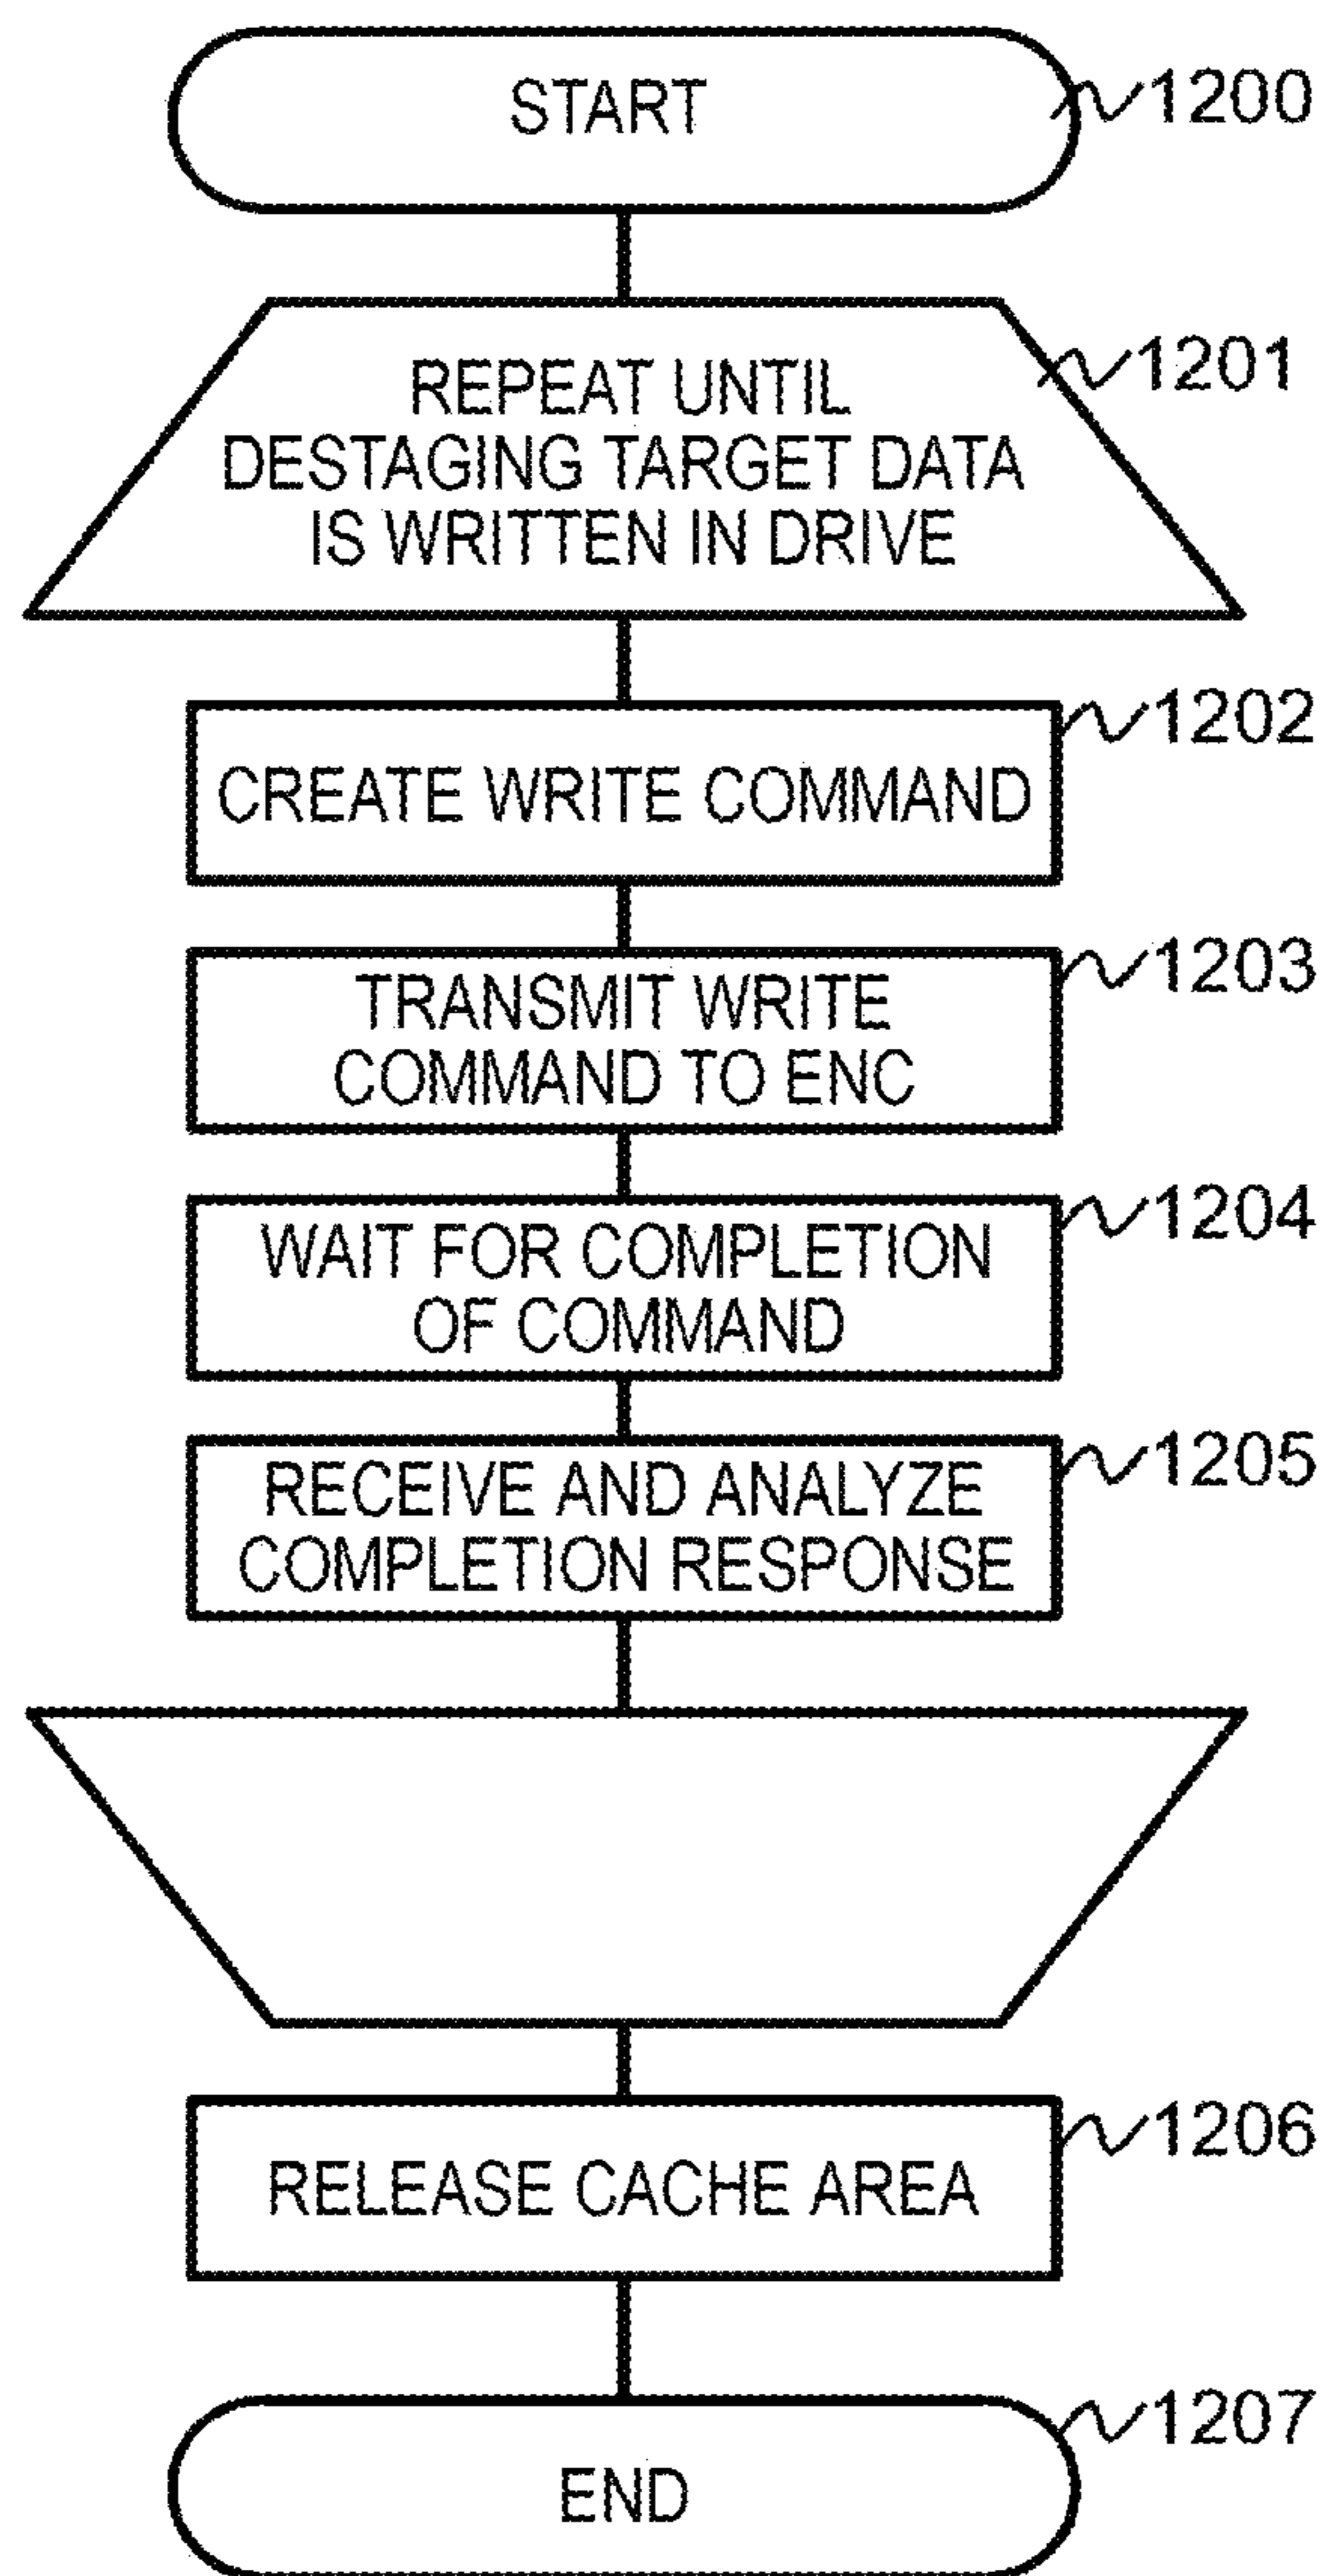 START
1200
REPEAT UNTIL
DESTAGING TARGET DATA
IS WRITTEN IN DRIVE
1201
CREATE WRITE COMMAND
1202
TRANSMIT WRITE
COMMAND TO ENC
1203
WAIT FOR COMPLETION
OF COMMAND
1204
RECEIVE AND ANALYZE
COMPLETION RESPONSE
1205
RELEASE CACHE AREA
1206
END
1207